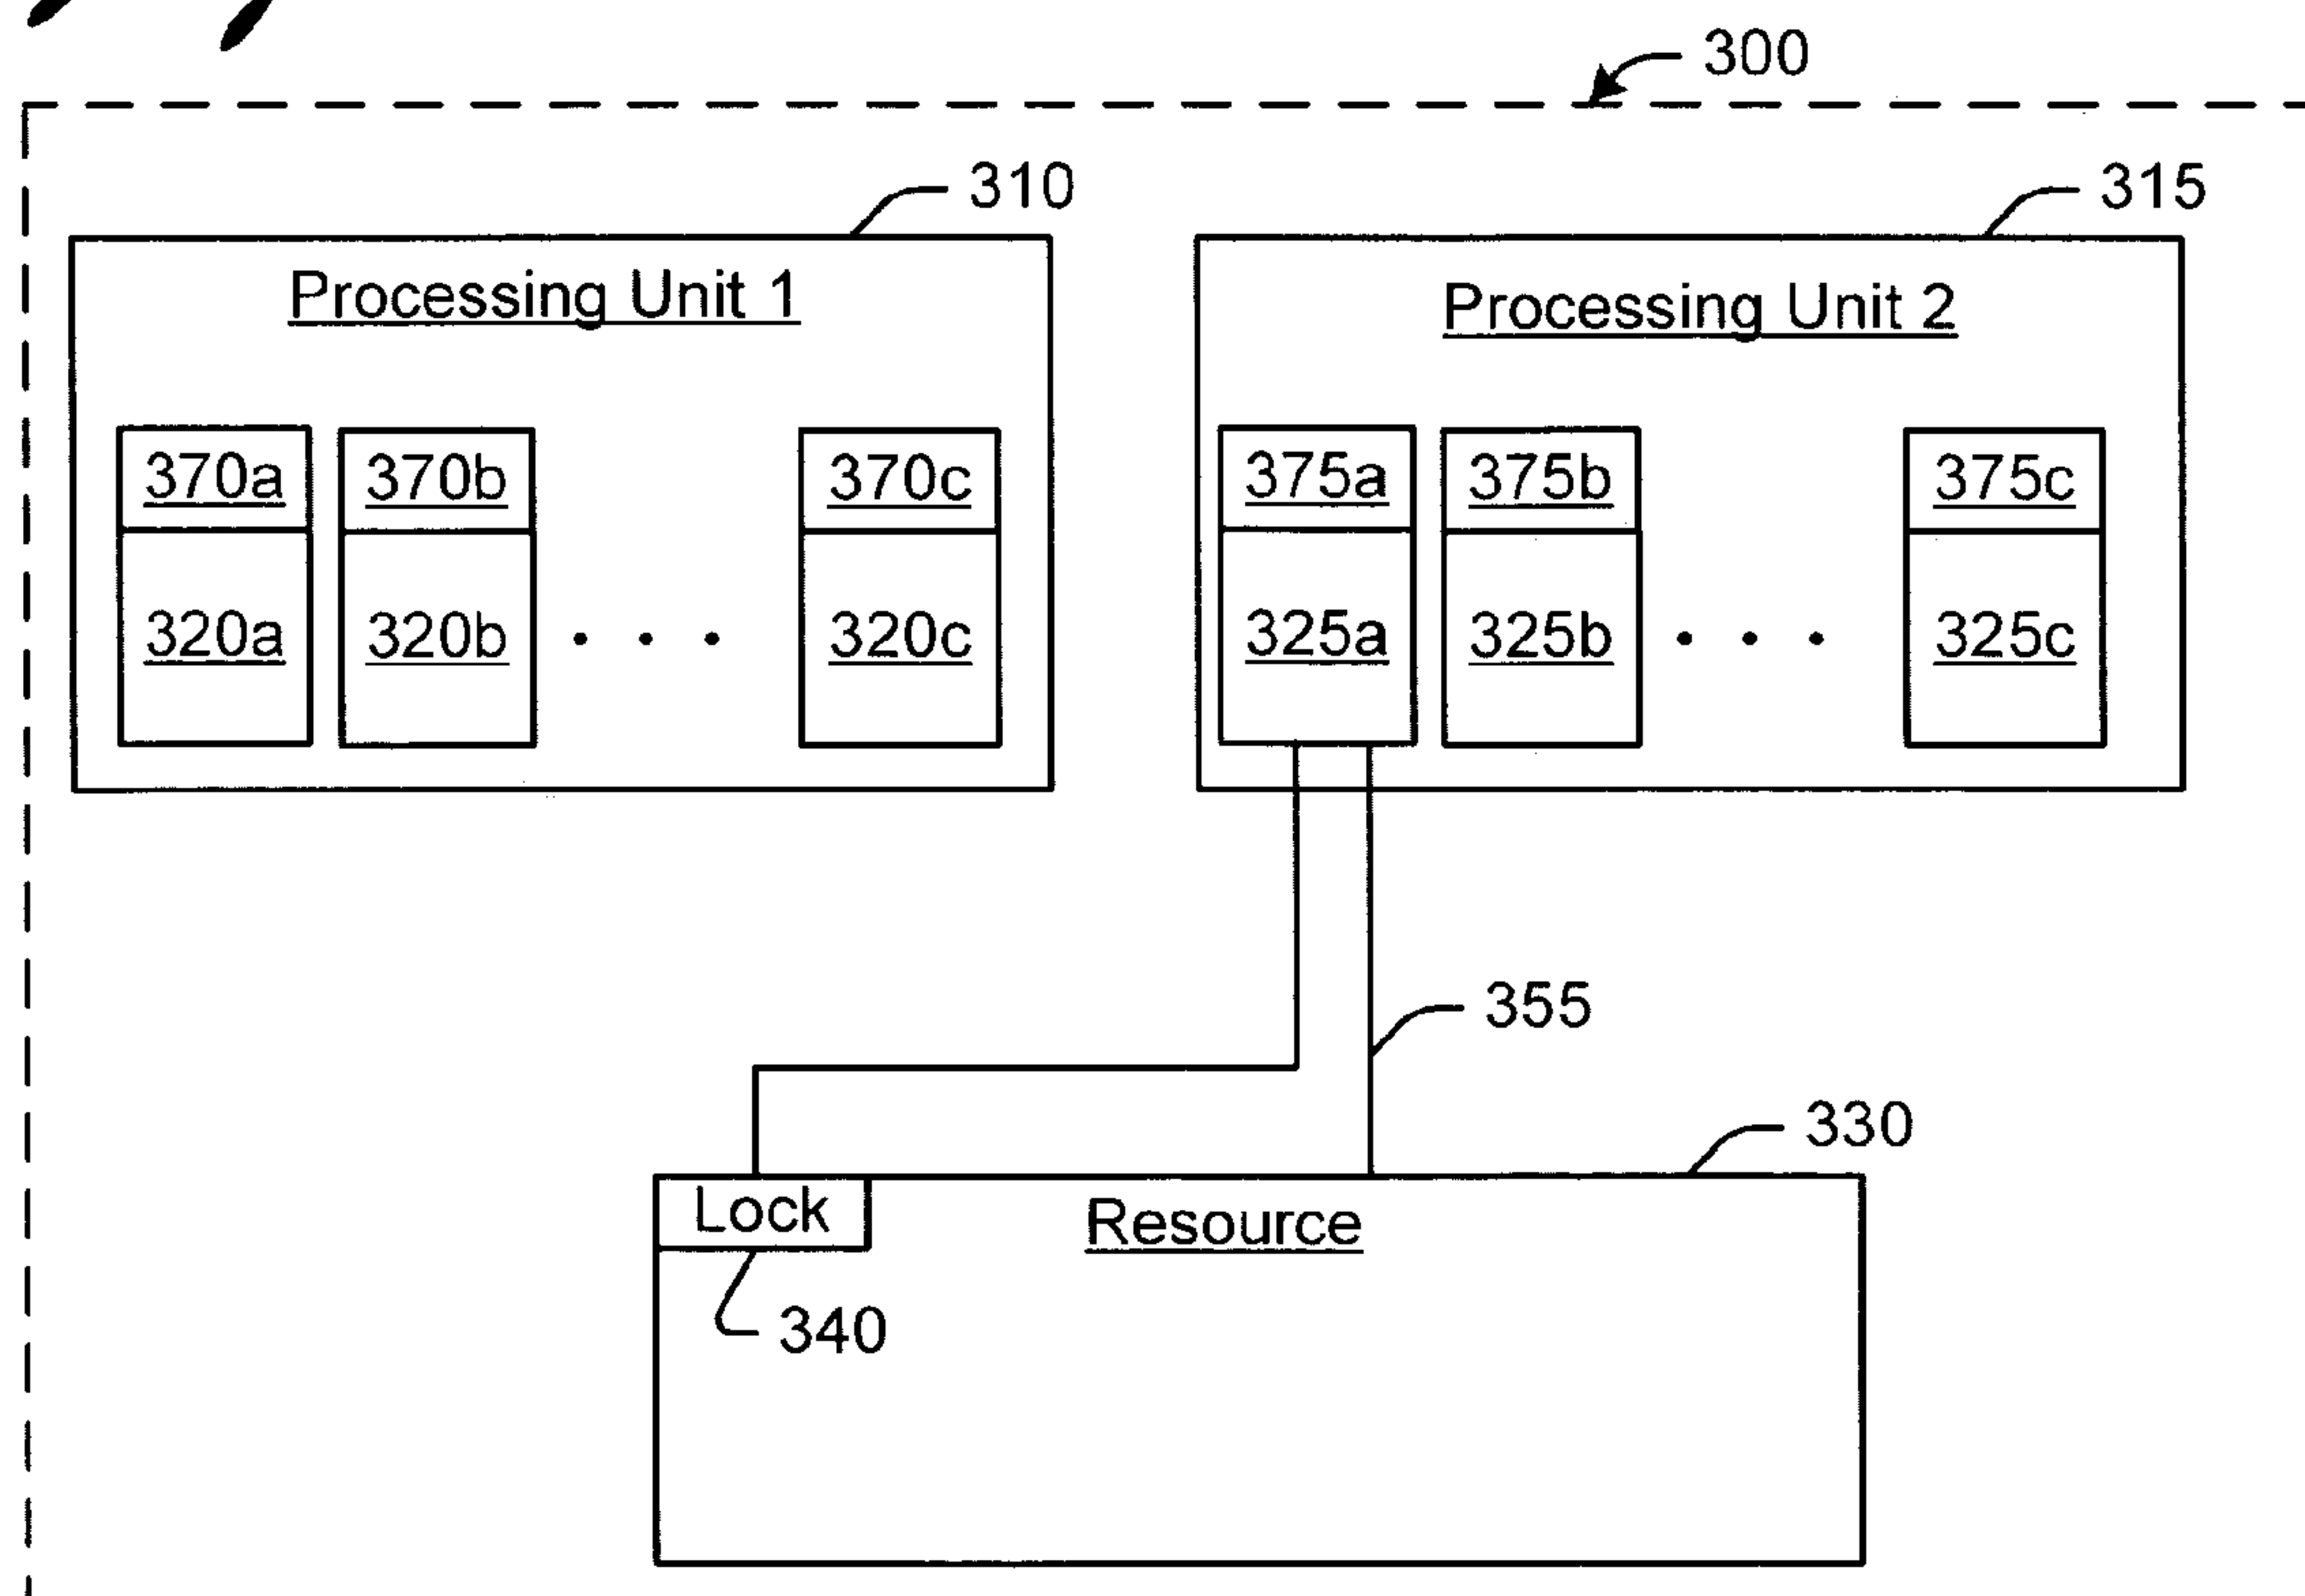 300
310
315
Processing Unit 1
Processing Unit 2
370a 370b 370c
375a 375b 375c
320a 320b . . . 320c
325a 325b . . . 325c
355
330
Lock
Resource
340